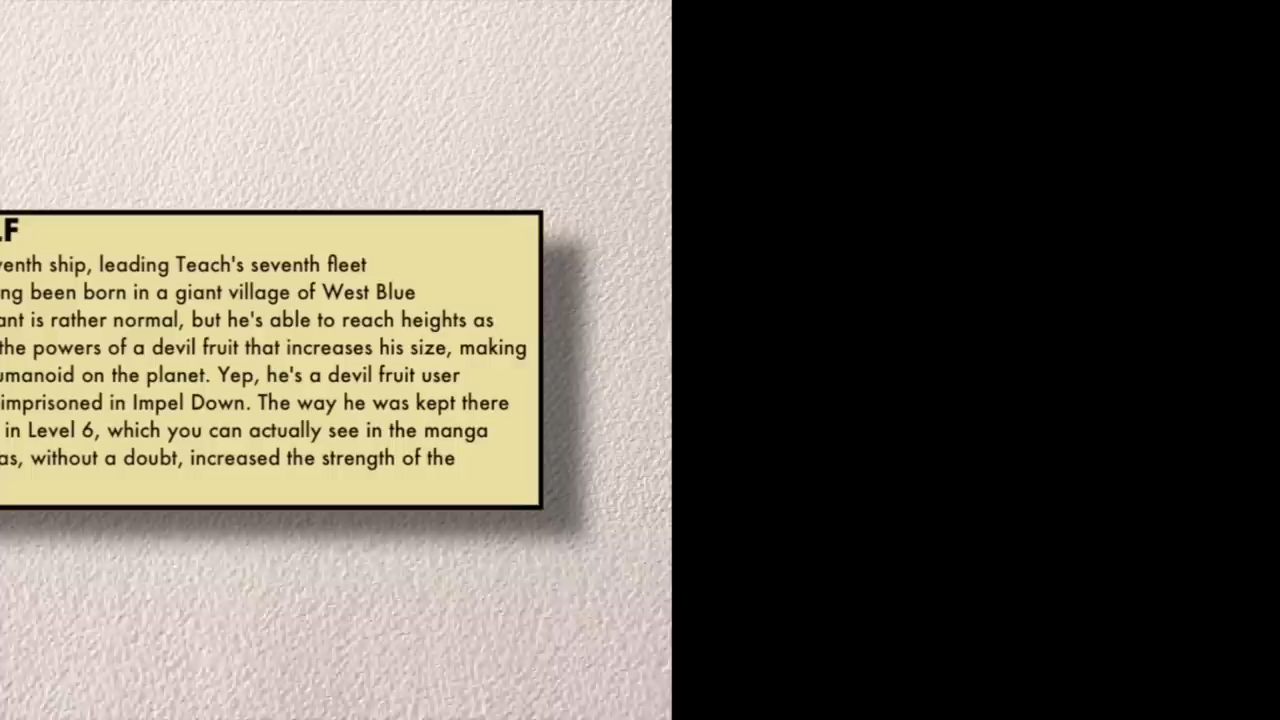 LF
venth ship, leading Teach's seventh fleet
ng been born in a giant village of West Blue
ant is rather normal, but he's able to reach heights as
the powers of a devil fruit that increases his size, making
umanoid on the planet. Yep, he's a devil fruit user
imprisoned in Impel Down. The way he was kept there
in Level 6, which you can actually see in the manga
as, without a doubt, increased the strength of the